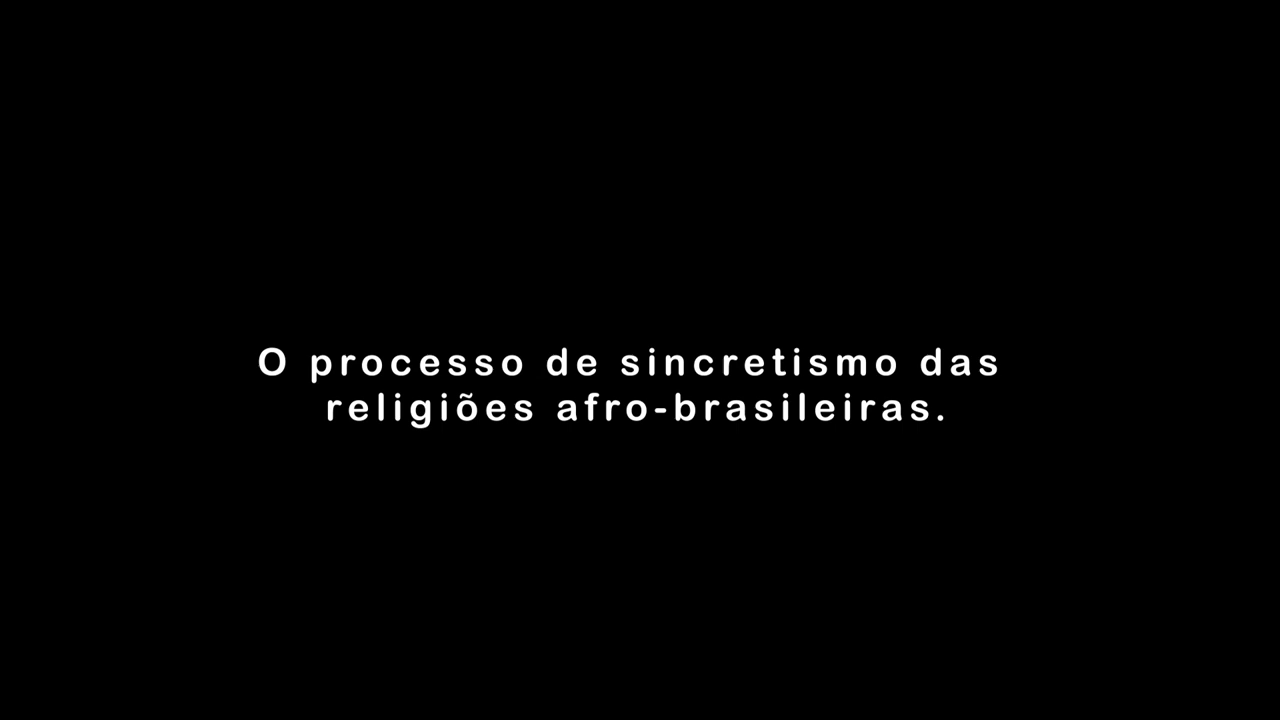 O processo de sincretismo das
religiões afro-brasileiras.